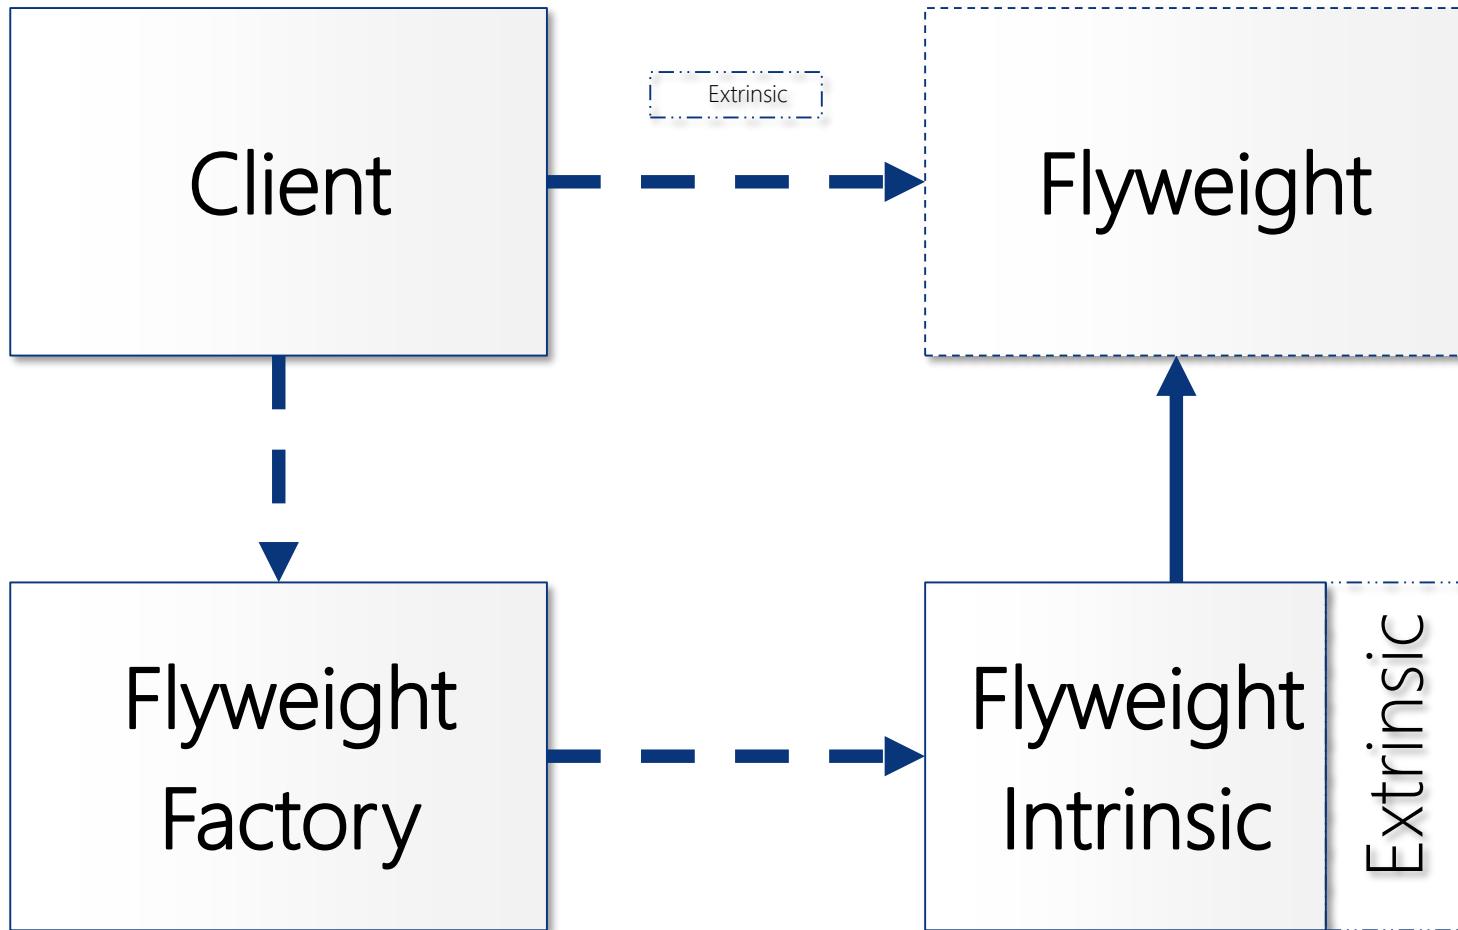 Client
Extrinsic
Flyweight
Flyweight
Factory
Flyweight
Intrinsic
Extrinsic